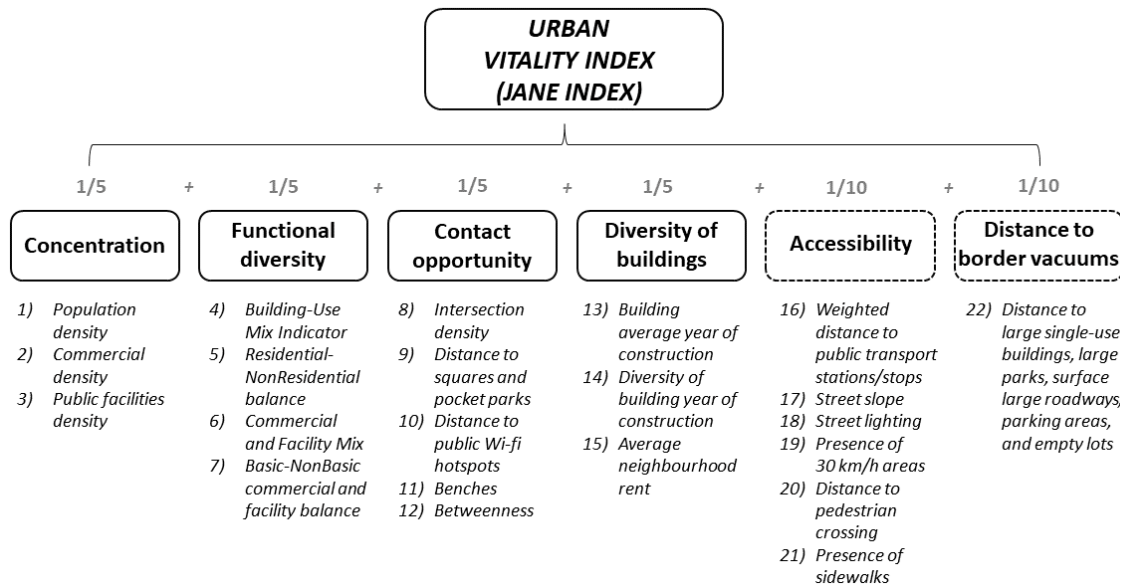 URBAN
VITALITY INDEX
(JANE INDEX)
1/5 + 1/5 + 1/5 + 1/5 + 1/10 + 1/10
Concentration
1) Population
density
2) Commercial
density
3) Public facilities
density
Functional
diversity
4) Building-Use
Mix Indicator
5) Residential-
NonResidential
balance
6) Commercial
and Facility Mix
7) Basic-NonBasic
commercial and
facility balance
Contact
opportunity
8) Intersection
density
9) Distance to
squares and
pocket parks
10) Distance to
public Wi-fi
hotspots
11) Benches
12) Betweenness
Diversity of
buildings
13) Building
average year of
construction
14) Diversity of
building year of
construction
15) Average
neighbourhood
rent
Accessibility
16) Weighted
distance to
public transport
stations/stops
17) Street slope
18) Street lighting
19) Presence of
30 km/h areas
20) Distance to
pedestrian
crossing
21) Presence of
sidewalks
Distance to
border vacuums
22) Distance to
large single-use
buildings, large
parks, surface
large roadways,
parking areas,
and empty lots